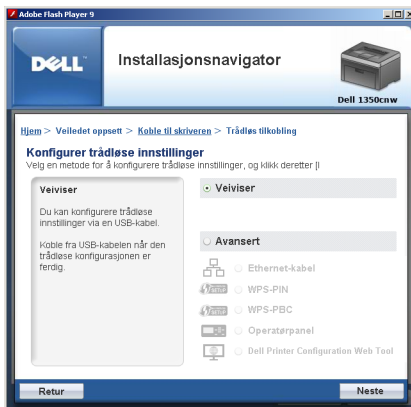 Adobe Flash Player 9
DELL
Installasjonsnavigator
Dell 1350cnw
Hjem > Veiledet oppsett > Koble til skriveren > Trådløs tilkobling
Konfigurer trådløse innstillinger
Velg en metode for å konfigurere trådløse innstillinger, og klikk deretter [l
Veiviser
Du kan konfigurere trådløse
innstillinger via en USB-kabel.
Koble fra USB-kabelen når den
trådløse konfigurasjonen er
ferdig.
Veiviser
Avansert
Ethernet-kabel
SETUP WPS-PIN
SETUP WPS-PBC
Operatørpanel
Dell Printer Configuration Web Tool
Retur
Neste